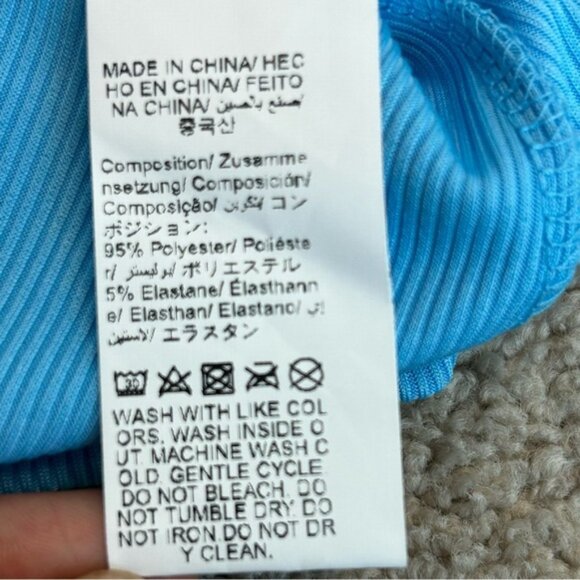 MADE IN CHINA/ HEC
HO EN CHINA/ FEITO
NA CHINA/ صنع بالصين/
중국산
Composition/ Zusamme
nsetzung/ Composición/
Composição/ コン
ポジション:
95% Polyester/ Poliéste
r/ بوليستر/ ポリエステル
5% Elastane/ Élasthann
e/ Elasthan/ Elastano/
エラスタン
30
WASH WITH LIKE COL
ORS. WASH INSIDE O
UT MACHINE WASH C
OLD. GENTLE CYCLE
DO NOT BLEACH. DO
NOT TUMBLE DRY. DO
NOT IRON.DO NOT DR
Y CLEAN.